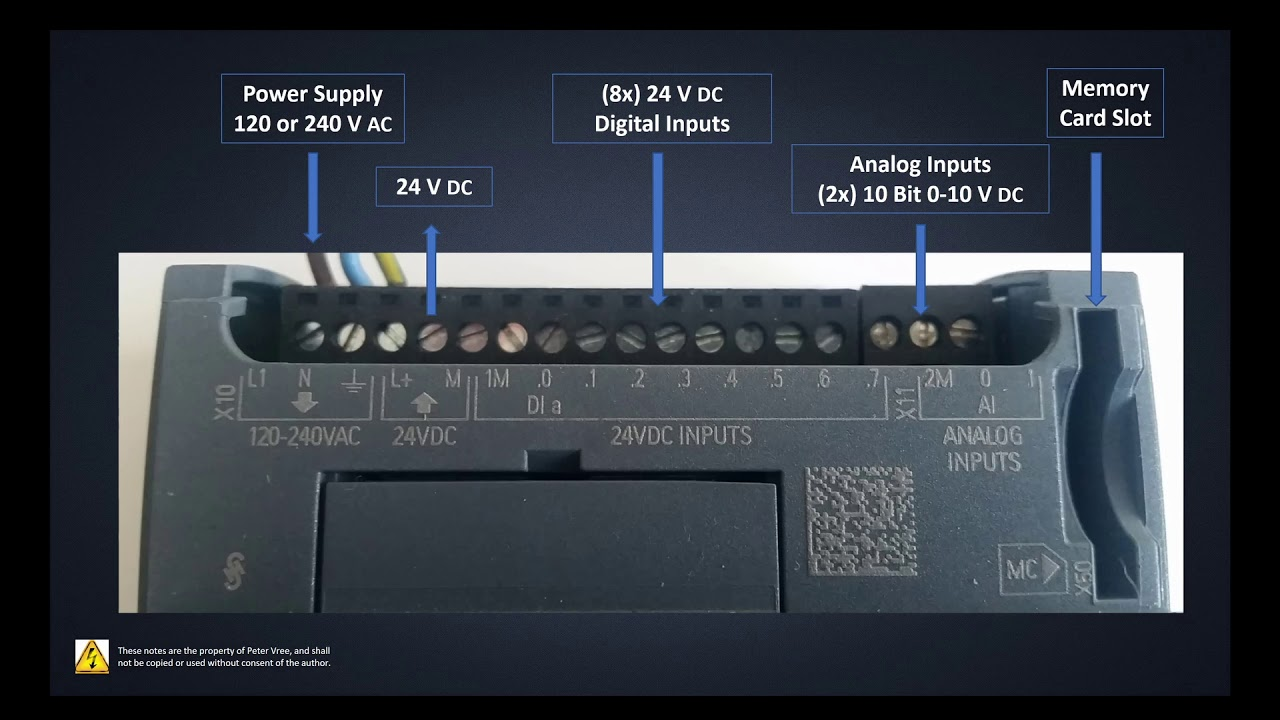 Power Supply
120 or 240 V AC
24 V DC
(8x) 24 V DC
Digital Inputs
Analog Inputs
(2x) 10 Bit 0-10 V DC
Memory
Card Slot
X10
L1 N
L+ M
1M .0 .1 .2 .3 .4 .5 .6 .7
DI a
X11
2M 0 1
AI
120-240VAC
24VDC
24VDC INPUTS
ANALOG
INPUTS
MC
X50
These notes are the property of Peter Vree, and shall
not be copied or used without consent of the author.